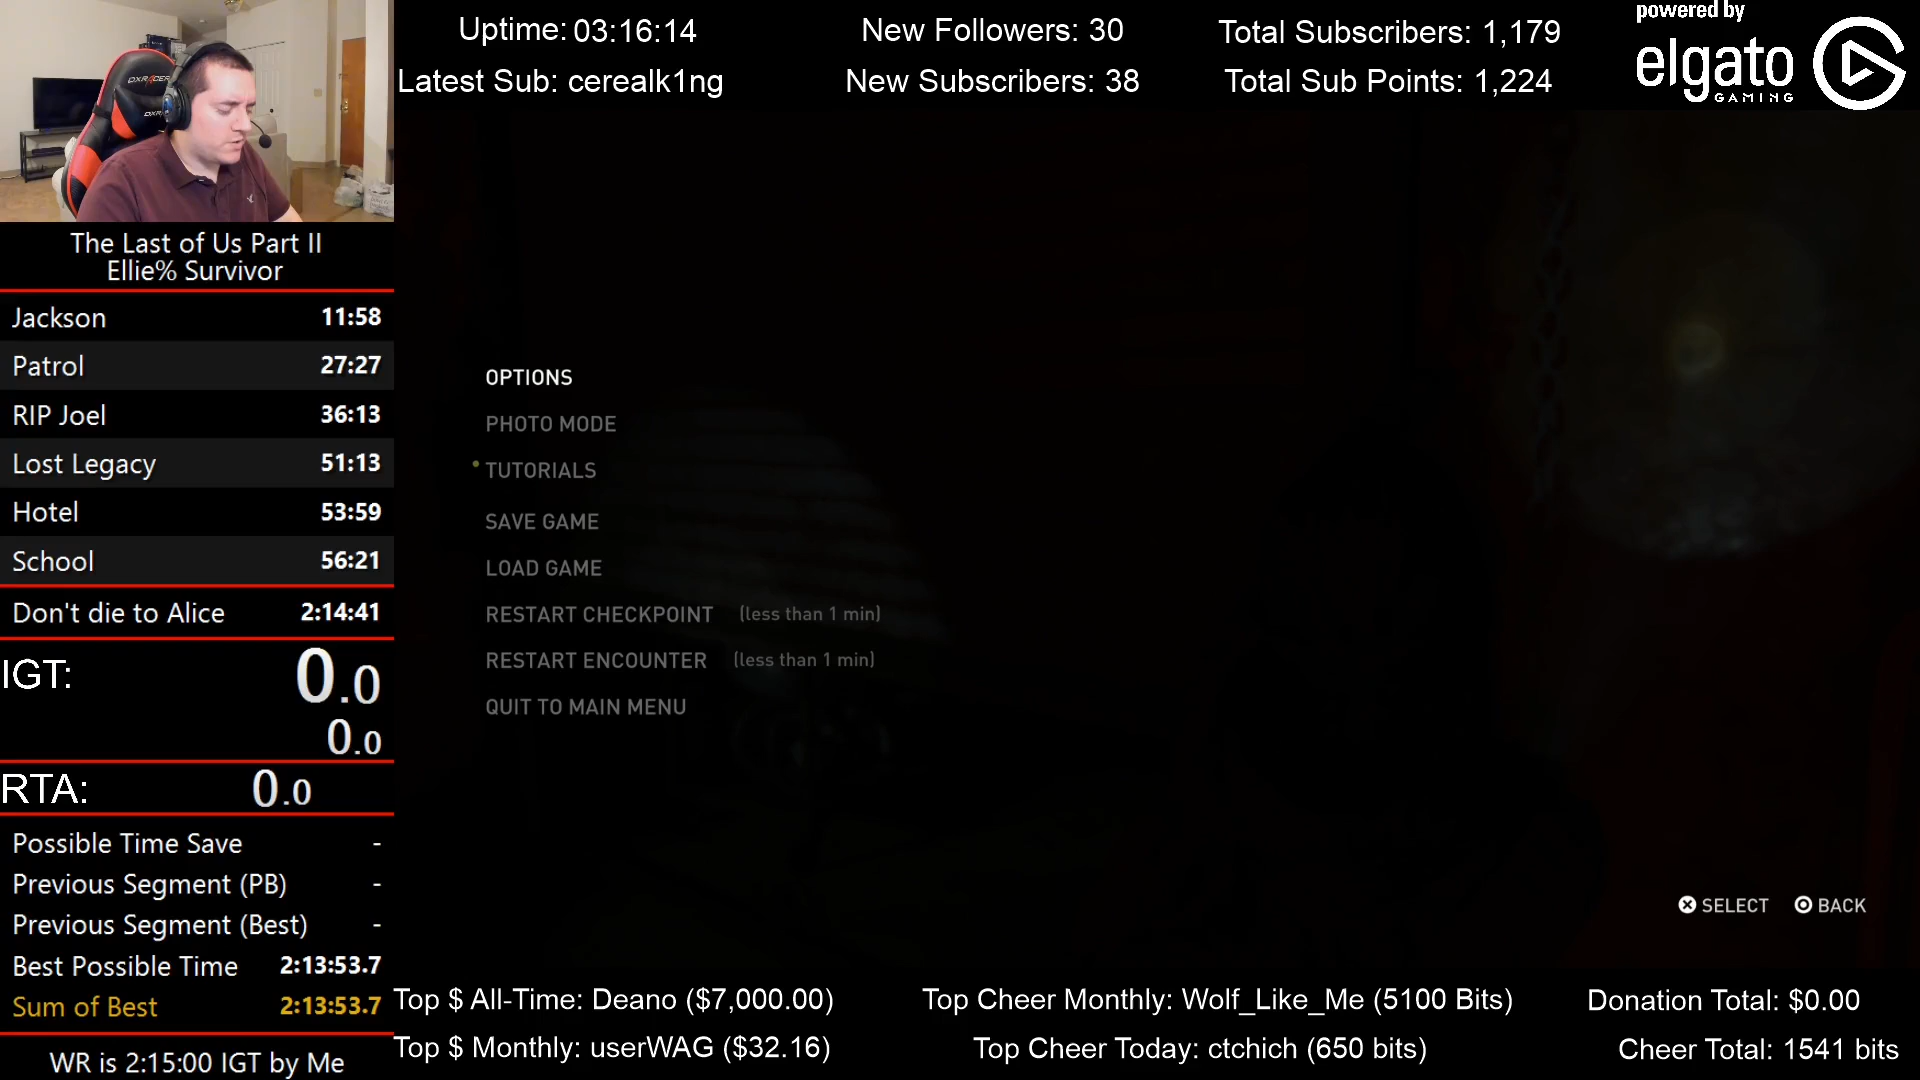 Uptime: 03:16:14
New Followers: 30
Total Subscribers: 1,179
Latest Sub: cerealk1ng
New Subscribers: 38
Total Sub Points: 1,224
powered by
elgato
GAMING
DXRACER
The Last of Us Part II
Ellie% Survivor
Jackson 11:58
Patrol 27:27
RIP Joel 36:13
Lost Legacy 51:13
Hotel 53:59
School 56:21
Don't die to Alice 2:14:41
IGT: 0.0
0.0
RTA: 0.0
Possible Time Save -
Previous Segment (PB) -
Previous Segment (Best) -
Best Possible Time 2:13:53.7
Sum of Best 2:13:53.7
WR is 2:15:00 IGT by Me
OPTIONS
PHOTO MODE
TUTORIALS
SAVE GAME
LOAD GAME
RESTART CHECKPOINT (less than 1 min)
RESTART ENCOUNTER (less than 1 min)
QUIT TO MAIN MENU
SELECT BACK
Top $ All-Time: Deano ($7,000.00)
Top Cheer Monthly: Wolf_Like_Me (5100 Bits)
Donation Total: $0.00
Top $ Monthly: userWAG ($32.16)
Top Cheer Today: ctchich (650 bits)
Cheer Total: 1541 bits